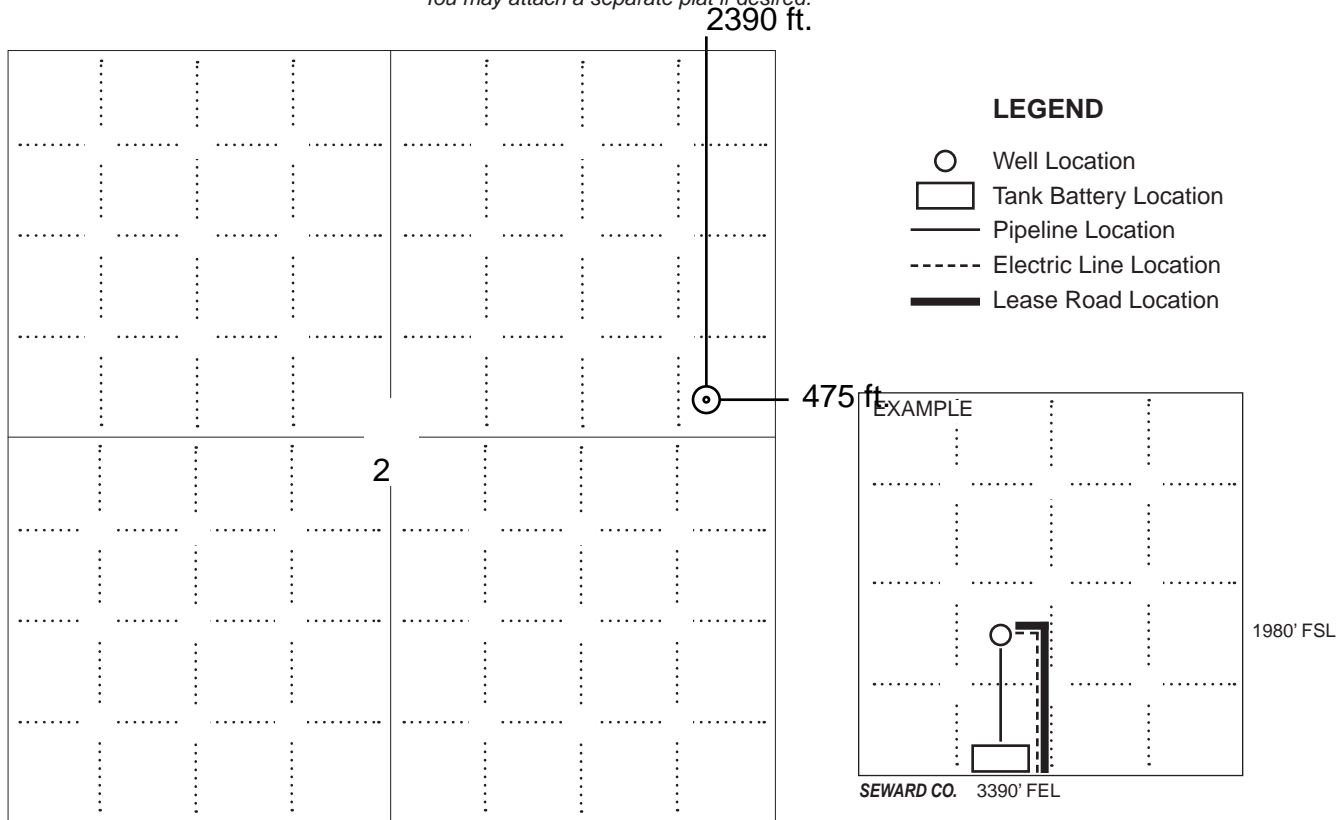 You may attach a separate plat if desired.
2390 ft.
LEGEND
Well Location
Tank Battery Location
Pipeline Location
Electric Line Location
Lease Road Location
475 ft.
EXAMPLE
2
1980' FSL
SEWARD CO. 3390' FEL